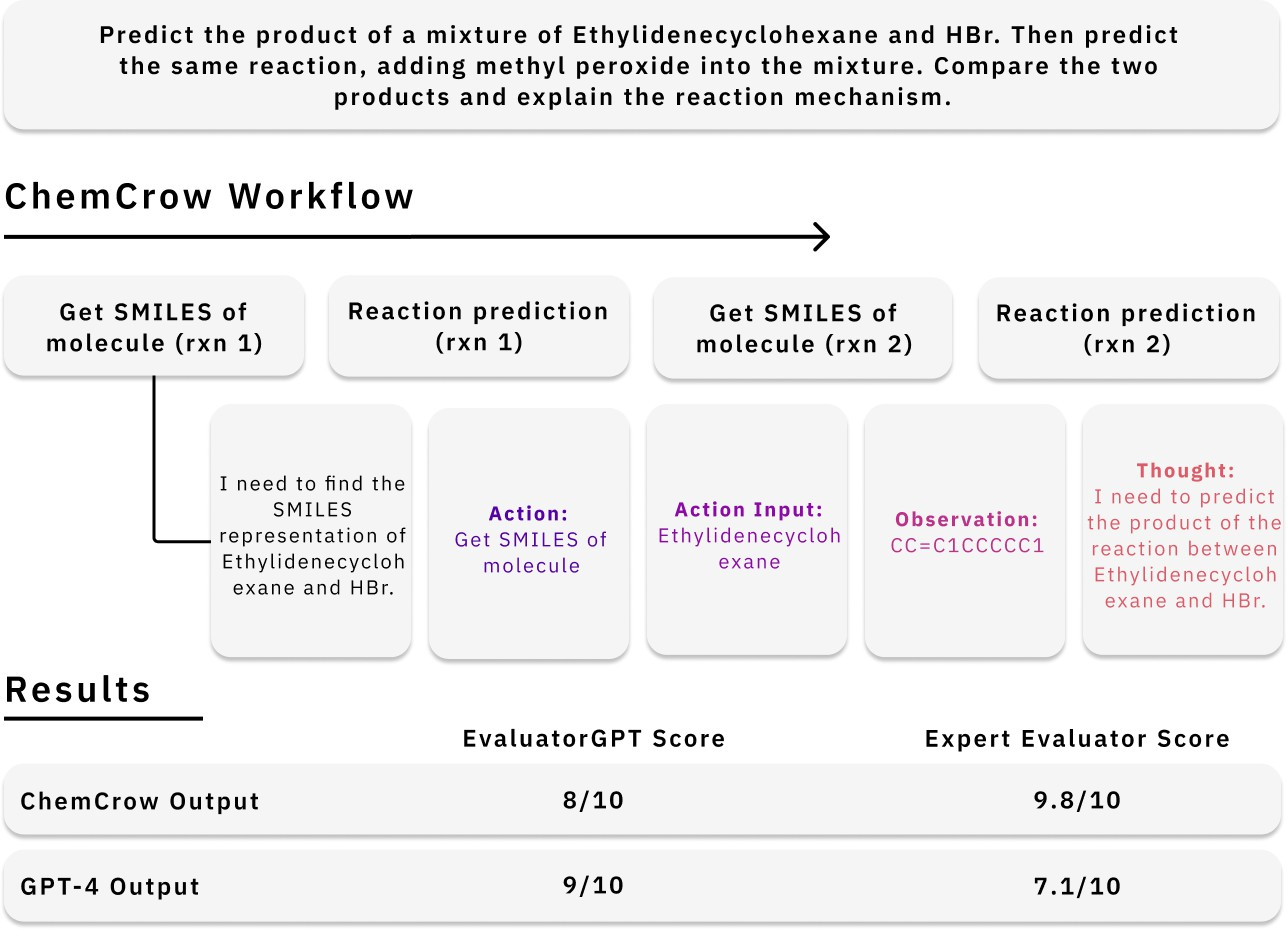 Predict the product of a mixture of Ethylidenecyclohexane and HBr. Then predict
the same reaction, adding methyl peroxide into the mixture. Compare the two
products and explain the reaction mechanism.
ChemCrow Workflow
Get SMILES of
molecule (rxn 1)
Reaction prediction
(rxn 1)
Get SMILES of
molecule (rxn 2)
Reaction prediction
(rxn 2)
I need to find the
SMILES
representation of
Ethylidenecycloh
exane and HBr.
Action:
Get SMILES of
molecule
Action Input:
Ethylidenecycloh
exane
Observation:
CC=C1CCCCC1
Thought:
I need to predict
the product of the
reaction between
Ethylidenecycloh
exane and HBr.
Results
EvaluatorGPT Score
Expert Evaluator Score
ChemCrow Output
8/10
9.8/10
GPT-4 Output
9/10
7.1/10